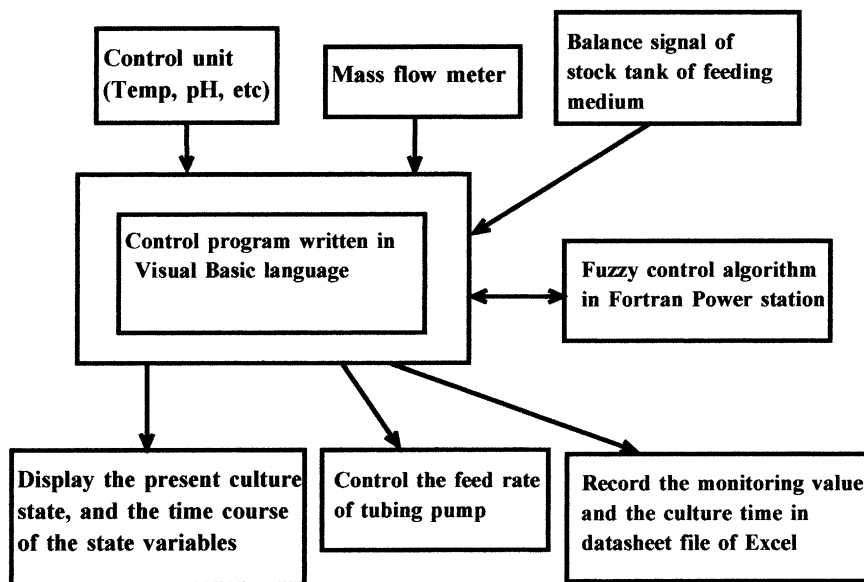 Control unit
(Temp, pH, etc)
Mass flow meter
Balance signal of
stock tank of feeding
medium
Control program written in
Visual Basic language
Fuzzy control algorithm
in Fortran Power station
Display the present culture
state, and the time course
of the state variables
Control the feed rate
of tubing pump
Record the monitoring value
and the culture time in
datasheet file of Excel